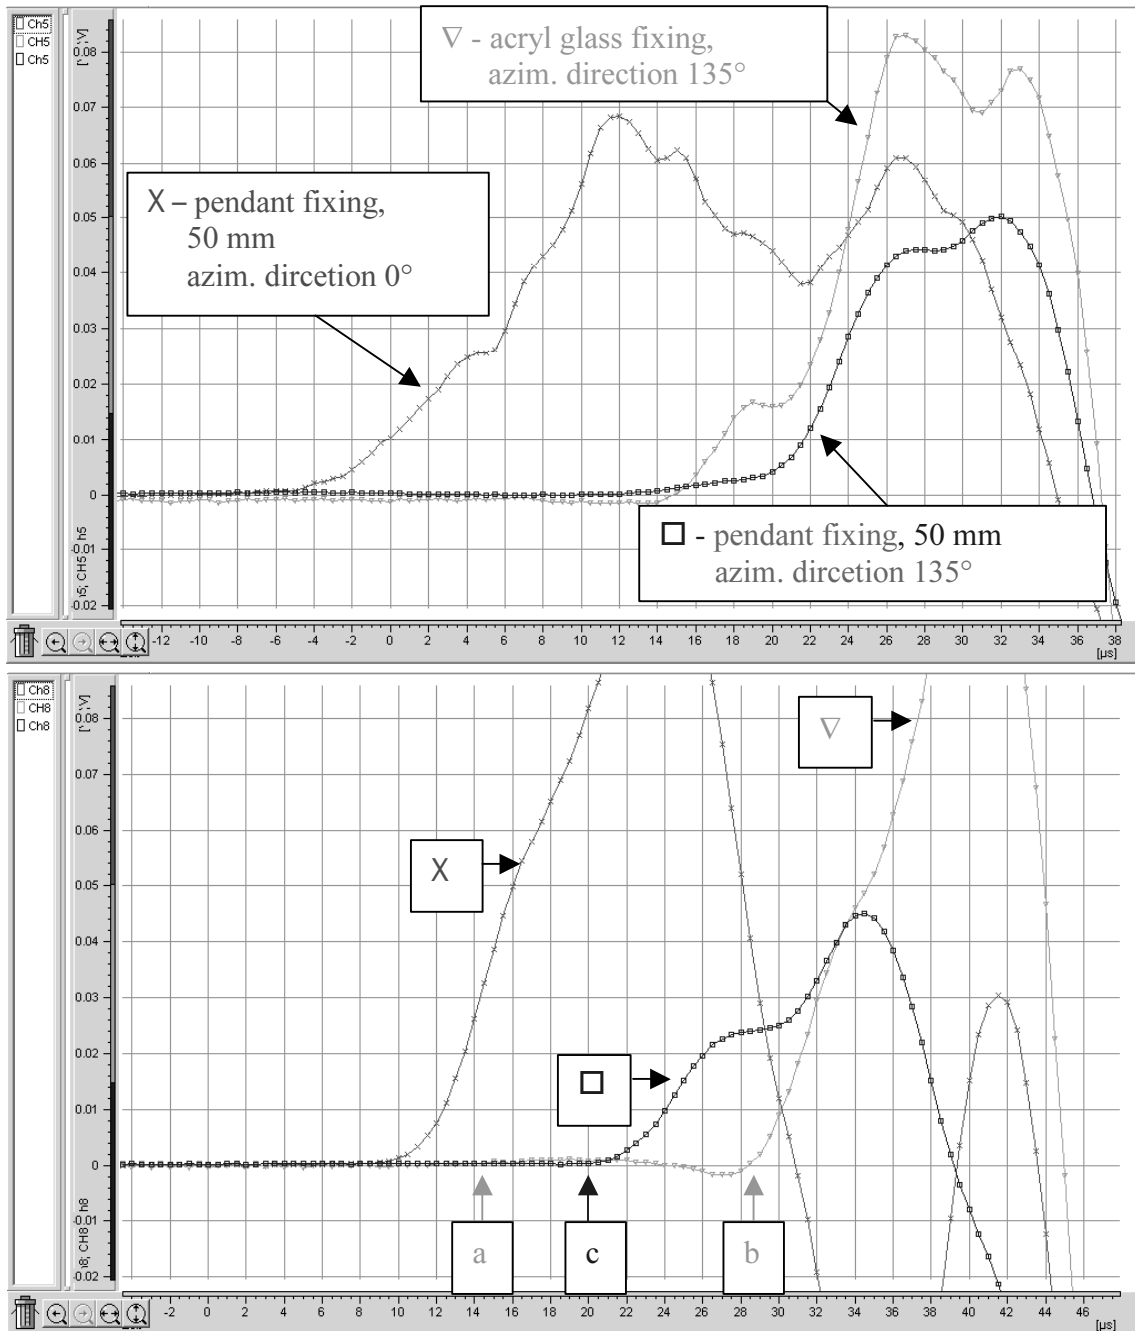 Ch5
CH5
Ch5
0.08
0.07
0.06
0.05
0.04
0.03
0.02
0.01
0
-0.01
-0.02
∇ - acryl glass fixing,
azim. direction 135°
X – pendant fixing,
50 mm
azim. dircetion 0°
□ - pendant fixing, 50 mm
azim. dircetion 135°
-12 -10 -8 -6 -4 -2 0 2 4 6 8 10 12 14 16 18 20 22 24 26 28 30 32 34 36 38
[µs]
Ch8
CH8
Ch8
0.08
0.07
0.06
0.05
0.04
0.03
0.02
0.01
0
-0.01
-0.02
∇
X
□
a
c
b
-2 0 2 4 6 8 10 12 14 16 18 20 22 24 26 28 30 32 34 36 38 40 42 44 46
[µs]